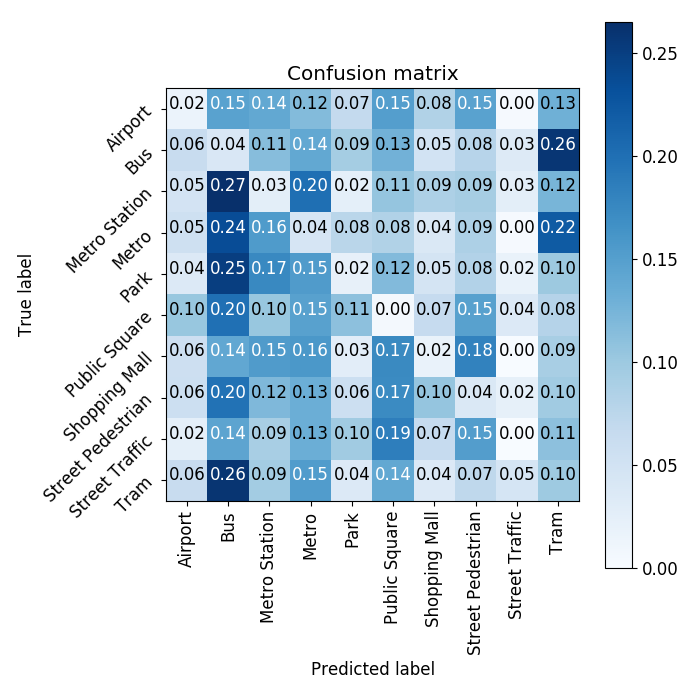 Confusion matrix
Airport 0.02 0.15 0.14 0.12 0.07 0.15 0.08 0.15 0.00 0.13
Bus 0.06 0.04 0.11 0.14 0.09 0.13 0.05 0.08 0.03 0.26
Metro Station 0.05 0.27 0.03 0.20 0.02 0.11 0.09 0.09 0.03 0.12
Metro 0.05 0.24 0.16 0.04 0.08 0.08 0.04 0.09 0.00 0.22
Park 0.04 0.25 0.17 0.15 0.02 0.12 0.05 0.08 0.02 0.10
Public Square 0.10 0.20 0.10 0.15 0.11 0.00 0.07 0.15 0.04 0.08
Shopping Mall 0.06 0.14 0.15 0.16 0.03 0.17 0.02 0.18 0.00 0.09
Street Pedestrian 0.06 0.20 0.12 0.13 0.06 0.17 0.10 0.04 0.02 0.10
Street Traffic 0.02 0.14 0.09 0.13 0.10 0.19 0.07 0.15 0.00 0.11
Tram 0.06 0.26 0.09 0.15 0.04 0.14 0.04 0.07 0.05 0.10
True label
Airport Bus Metro Station Metro Park Public Square Shopping Mall Street Pedestrian Street Traffic Tram
Predicted label
0.25
0.20
0.15
0.10
0.05
0.00